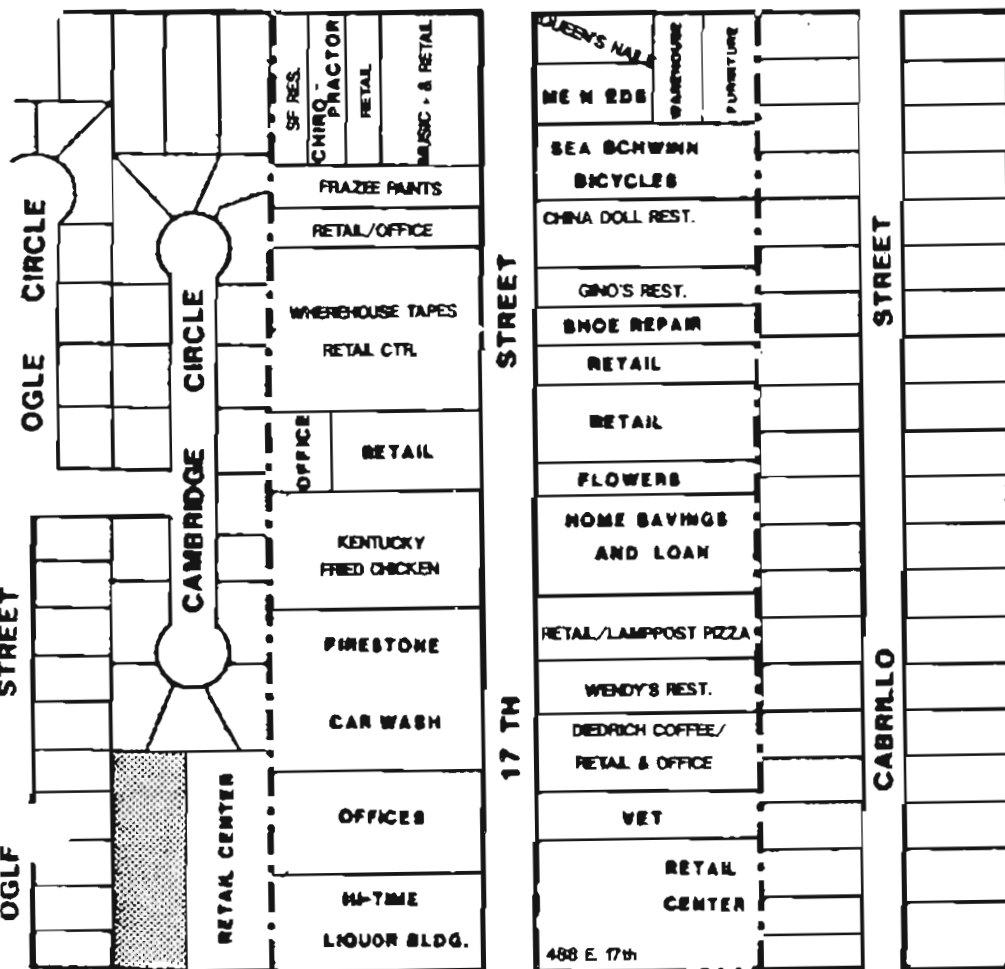 OGLE CIRCLE
STREET
OGLE
CAMBRIDGE CIRCLE
SF RES.
CHIRO-
PRACTOR
RETAIL
MUSIC & RETAIL
FRAZEE PAINTS
RETAIL/OFFICE
WHEREHOUSE TAPES
RETAIL CTR.
OFFICE
RETAIL
KENTUCKY
FRIED CHICKEN
FIRESTONE
CAR WASH
OFFICES
HI-TIME
LIQUOR BLDG.
RETAIL CENTER
17 TH STREET
QUEEN'S NAILS
WAREHOUSE
FURNITURE
ME N EDS
SEA SCHWINN
BICYCLES
CHINA DOLL REST.
GINO'S REST.
SHOE REPAIR
RETAIL
RETAIL
FLOWERS
HOME SAVINGS
AND LOAN
RETAIL/LAMPPOST PIZZA
WENDY'S REST.
DIEDRICH COFFEE/
RETAIL & OFFICE
VET
RETAIL
CENTER
488 E. 17th
CABRILLO STREET